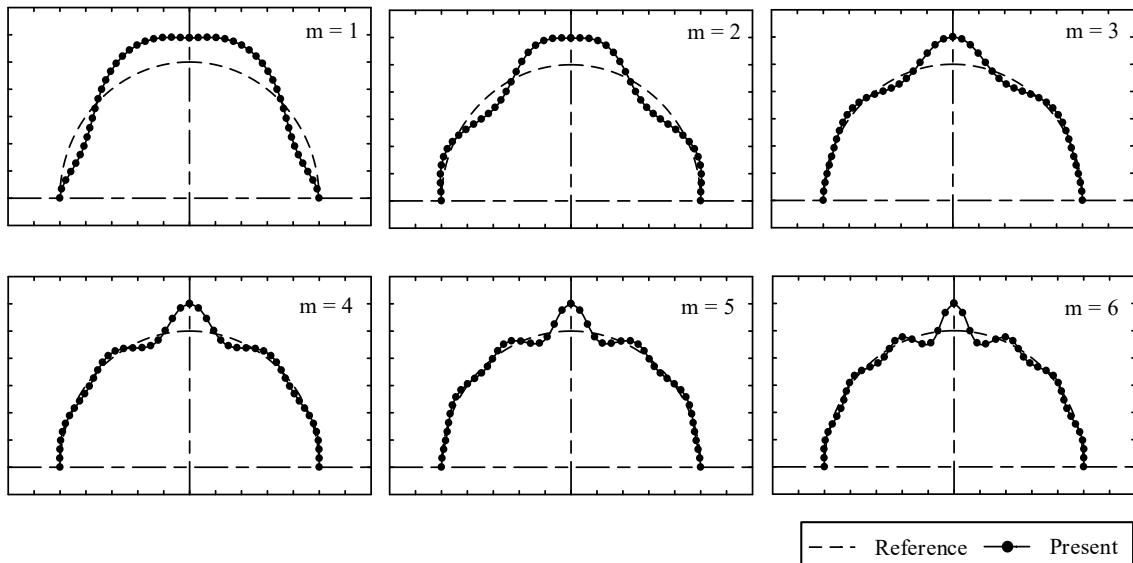 m = 1
m = 2
m = 3
m = 4
m = 5
m = 6
Reference Present